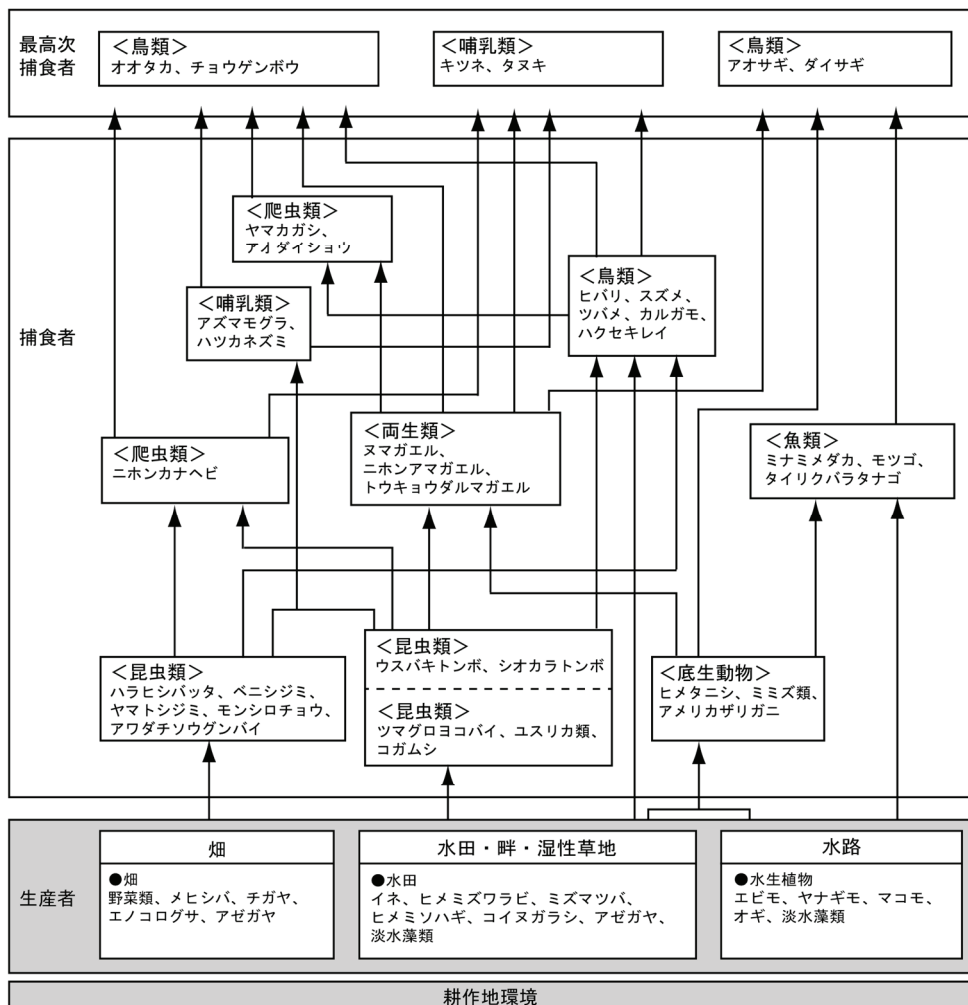 最高次
捕食者
＜鳥類＞
オオタカ、チョウゲンボウ
＜哺乳類＞
キツネ、タヌキ
＜鳥類＞
アオサギ、ダイサギ
捕食者
＜爬虫類＞
ヤマカガシ、
アオダイショウ
＜哺乳類＞
アズマモグラ、
ハツカネズミ
＜鳥類＞
ヒバリ、スズメ、
ツバメ、カルガモ、
ハクセキレイ
＜爬虫類＞
ニホンカナヘビ
＜両生類＞
ヌマガエル、
ニホンアマガエル、
トウキョウダルマガエル
＜魚類＞
ミナミメダカ、モツゴ、
タイリクバラタナゴ
＜昆虫類＞
ハラヒシバッタ、ベニシジミ、
ヤマトシジミ、モンシロチョウ、
アワダチソウグンバイ
＜昆虫類＞
ウスバキトンボ、シオカラトンボ
＜昆虫類＞
ツマグロヨコバイ、ユスリカ類、
コガムシ
＜底生動物＞
ヒメタニシ、ミミズ類、
アメリカザリガニ
生産者
畑
●畑
野菜類、メヒシバ、チガヤ、
エノコログサ、アゼガヤ
水田・畔・湿性草地
●水田
イネ、ヒメミズワラビ、ミズマツバ、
ヒメミソハギ、コイヌガラシ、アゼガヤ、
淡水藻類
水路
●水生植物
エビモ、ヤナギモ、マコモ、
オギ、淡水藻類
耕作地環境